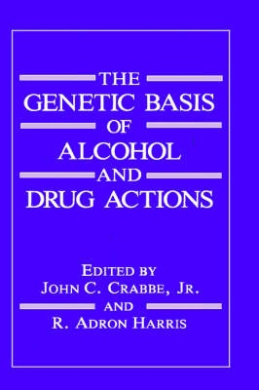 THE
GENETIC BASIS
OF
ALCOHOL
AND
DRUG ACTIONS
EDITED BY
JOHN C. CRABBE, JR.
AND
R. ADRON HARRIS